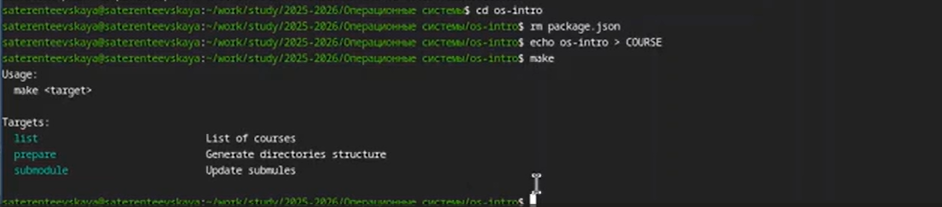 saterenteevskaya@saterenteevskaya:~/work/study/2025-2026/Операционные системы$ cd os-intro
saterenteevskaya@saterenteevskaya:~/work/study/2025-2026/Операционные системы/os-intro$ rm package.json
saterenteevskaya@saterenteevskaya:~/work/study/2025-2026/Операционные системы/os-intro$ echo os-intro > COURSE
saterenteevskaya@saterenteevskaya:~/work/study/2025-2026/Операционные системы/os-intro$ make
Usage:
  make <target>
Targets:
  list                            List of courses
  prepare                         Generate directories structure
  submodule                       Update submules
saterenteevskaya@saterenteevskaya:~/work/study/2025-2026/Операционные системы/os-intro$